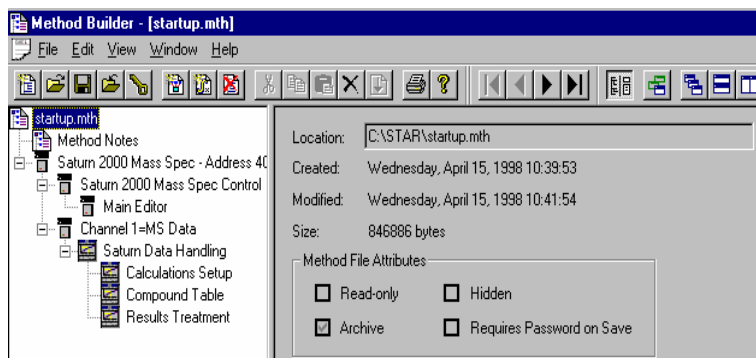 Method Builder - [startup.mth]
File Edit View Window Help
startup.mth
Method Notes
Saturn 2000 Mass Spec - Address 40
Saturn 2000 Mass Spec Control
Main Editor
Channel 1=MS Data
Saturn Data Handling
Calculations Setup
Compound Table
Results Treatment
Location: C:\STAR\startup.mth
Created: Wednesday, April 15, 1998 10:39:53
Modified: Wednesday, April 15, 1998 10:41:54
Size: 846886 bytes
Method File Attributes
Read-only Hidden
Archive Requires Password on Save